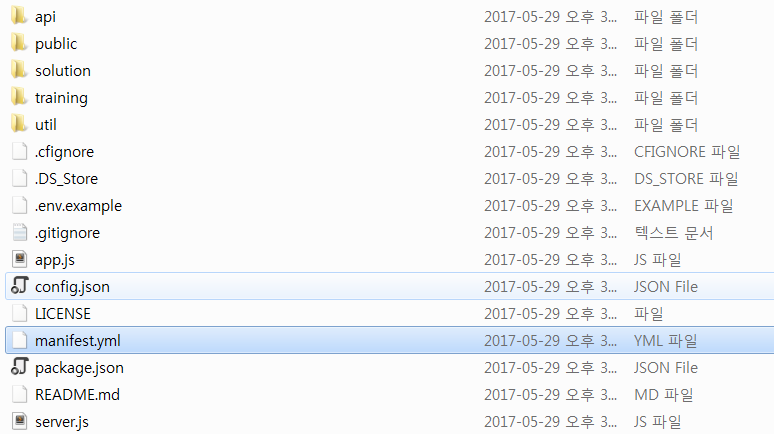 api 2017-05-29 오후 3... 파일 폴더
public 2017-05-29 오후 3... 파일 폴더
solution 2017-05-29 오후 3... 파일 폴더
training 2017-05-29 오후 3... 파일 폴더
util 2017-05-29 오후 3... 파일 폴더
.cfignore 2017-05-29 오후 3... CFIGNORE 파일
.DS_Store 2017-05-29 오후 3... DS_STORE 파일
.env.example 2017-05-29 오후 3... EXAMPLE 파일
.gitignore 2017-05-29 오후 3... 텍스트 문서
app.js 2017-05-29 오후 3... JS 파일
config.json 2017-05-29 오후 3... JSON File
LICENSE 2017-05-29 오후 3... 파일
manifest.yml 2017-05-29 오후 3... YML 파일
package.json 2017-05-29 오후 3... JSON File
README.md 2017-05-29 오후 3... MD 파일
server.js 2017-05-29 오후 3... JS 파일